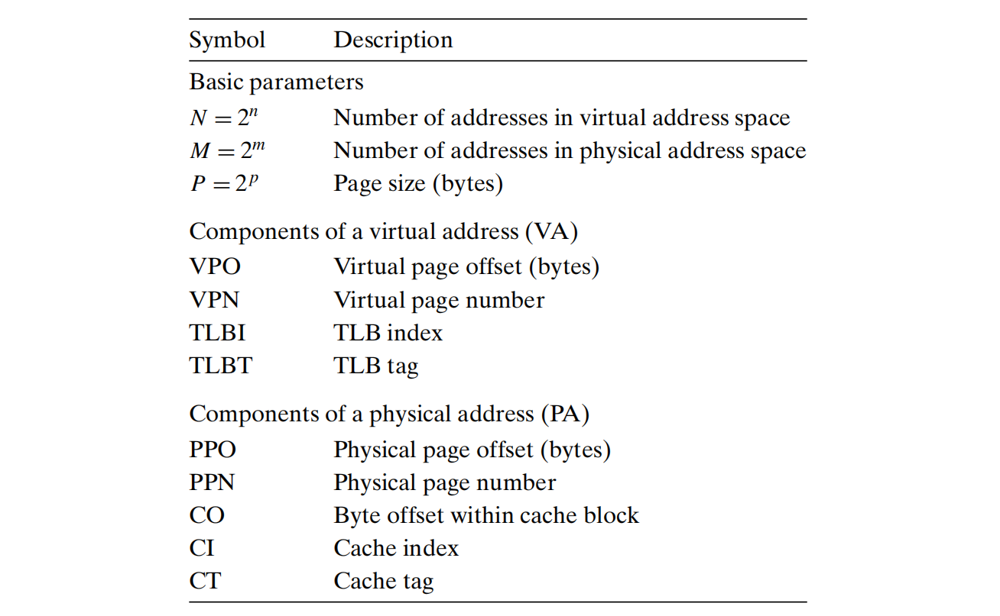 Symbol Description
Basic parameters
N = 2ⁿ Number of addresses in virtual address space
M = 2ᵐ Number of addresses in physical address space
P = 2ᵖ Page size (bytes)
Components of a virtual address (VA)
VPO Virtual page offset (bytes)
VPN Virtual page number
TLBI TLB index
TLBT TLB tag
Components of a physical address (PA)
PPO Physical page offset (bytes)
PPN Physical page number
CO Byte offset within cache block
CI Cache index
CT Cache tag